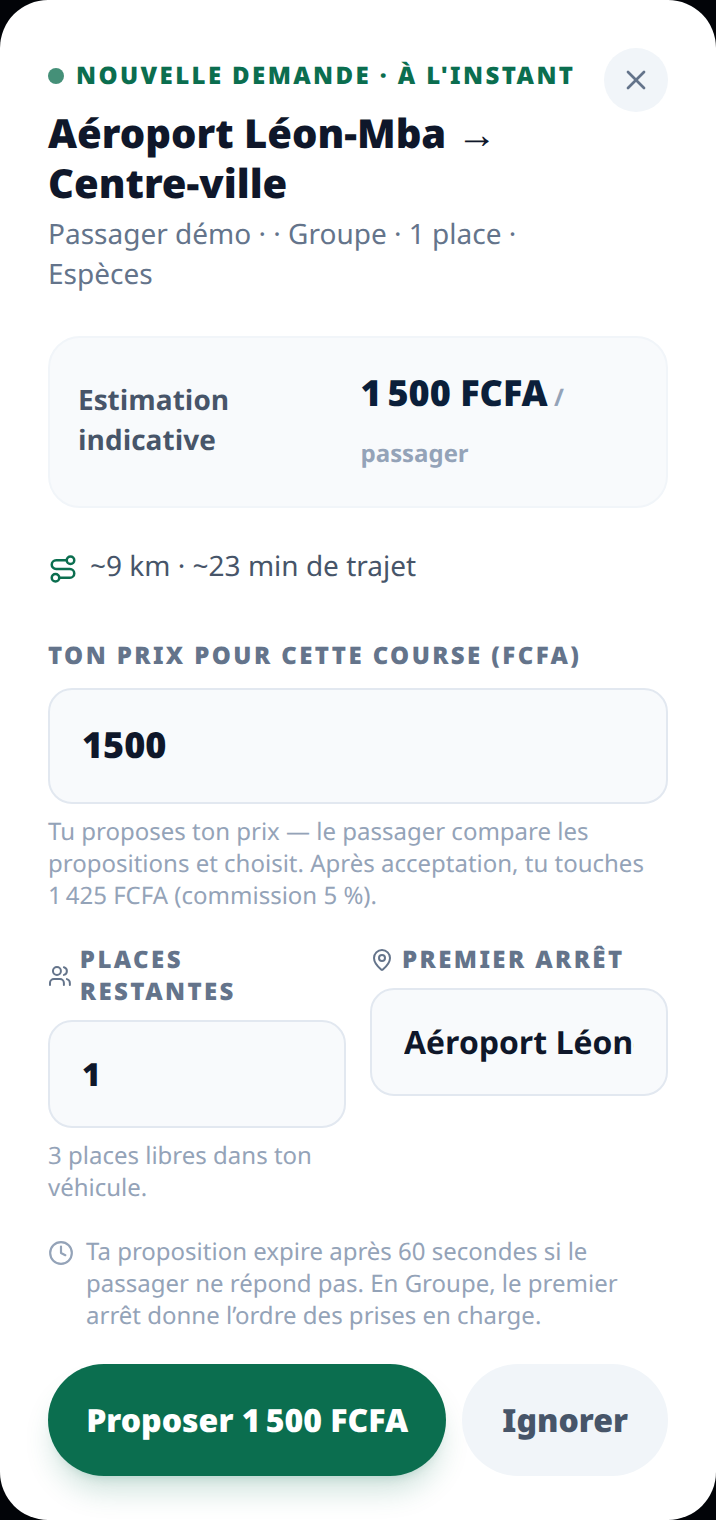 NOUVELLE DEMANDE · À L'INSTANT
Aéroport Léon-Mba →
Centre-ville
Passager démo · · Groupe · 1 place ·
Espèces
Estimation
indicative
1 500 FCFA /
passager
~9 km · ~23 min de trajet
TON PRIX POUR CETTE COURSE (FCFA)
1500
Tu proposes ton prix — le passager compare les
propositions et choisit. Après acceptation, tu touches
1 425 FCFA (commission 5 %).
PLACES
RESTANTES
1
3 places libres dans ton
véhicule.
PREMIER ARRÊT
Aéroport Léon
Ta proposition expire après 60 secondes si le
passager ne répond pas. En Groupe, le premier
arrêt donne l’ordre des prises en charge.
Proposer 1 500 FCFA
Ignorer